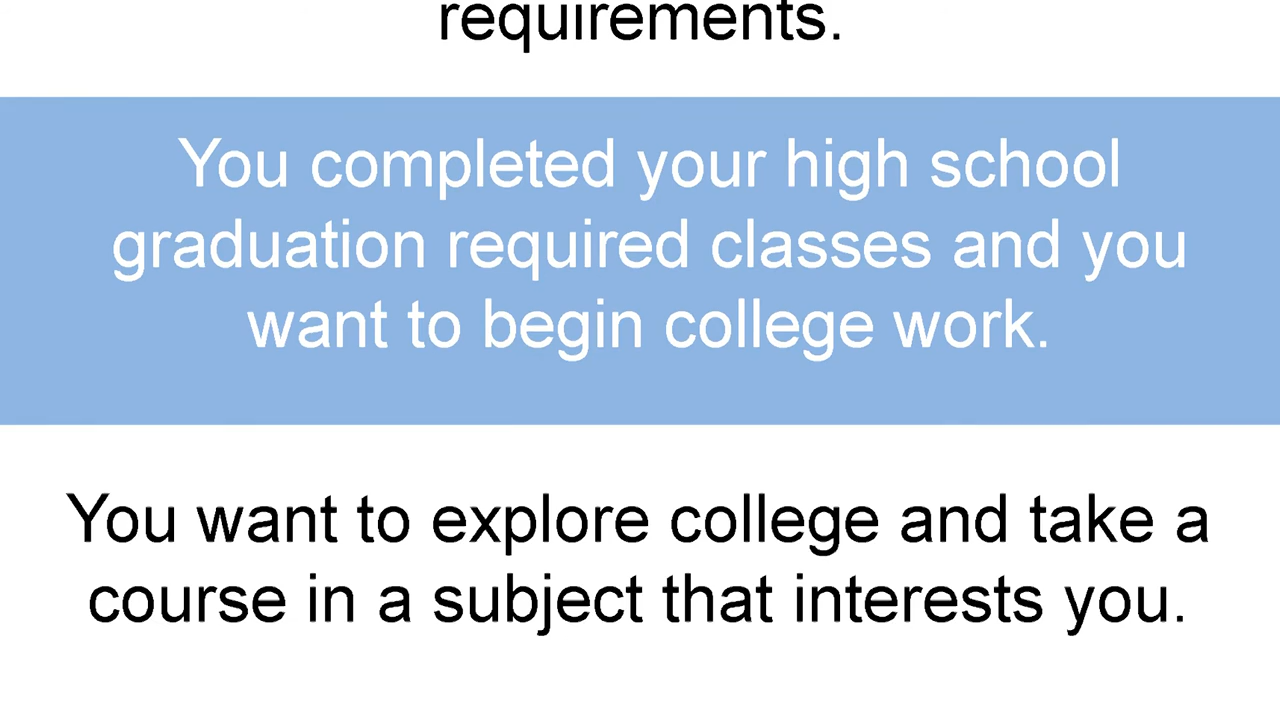 requirements.
You completed your high school
graduation required classes and you
want to begin college work.
You want to explore college and take a
course in a subject that interests you.